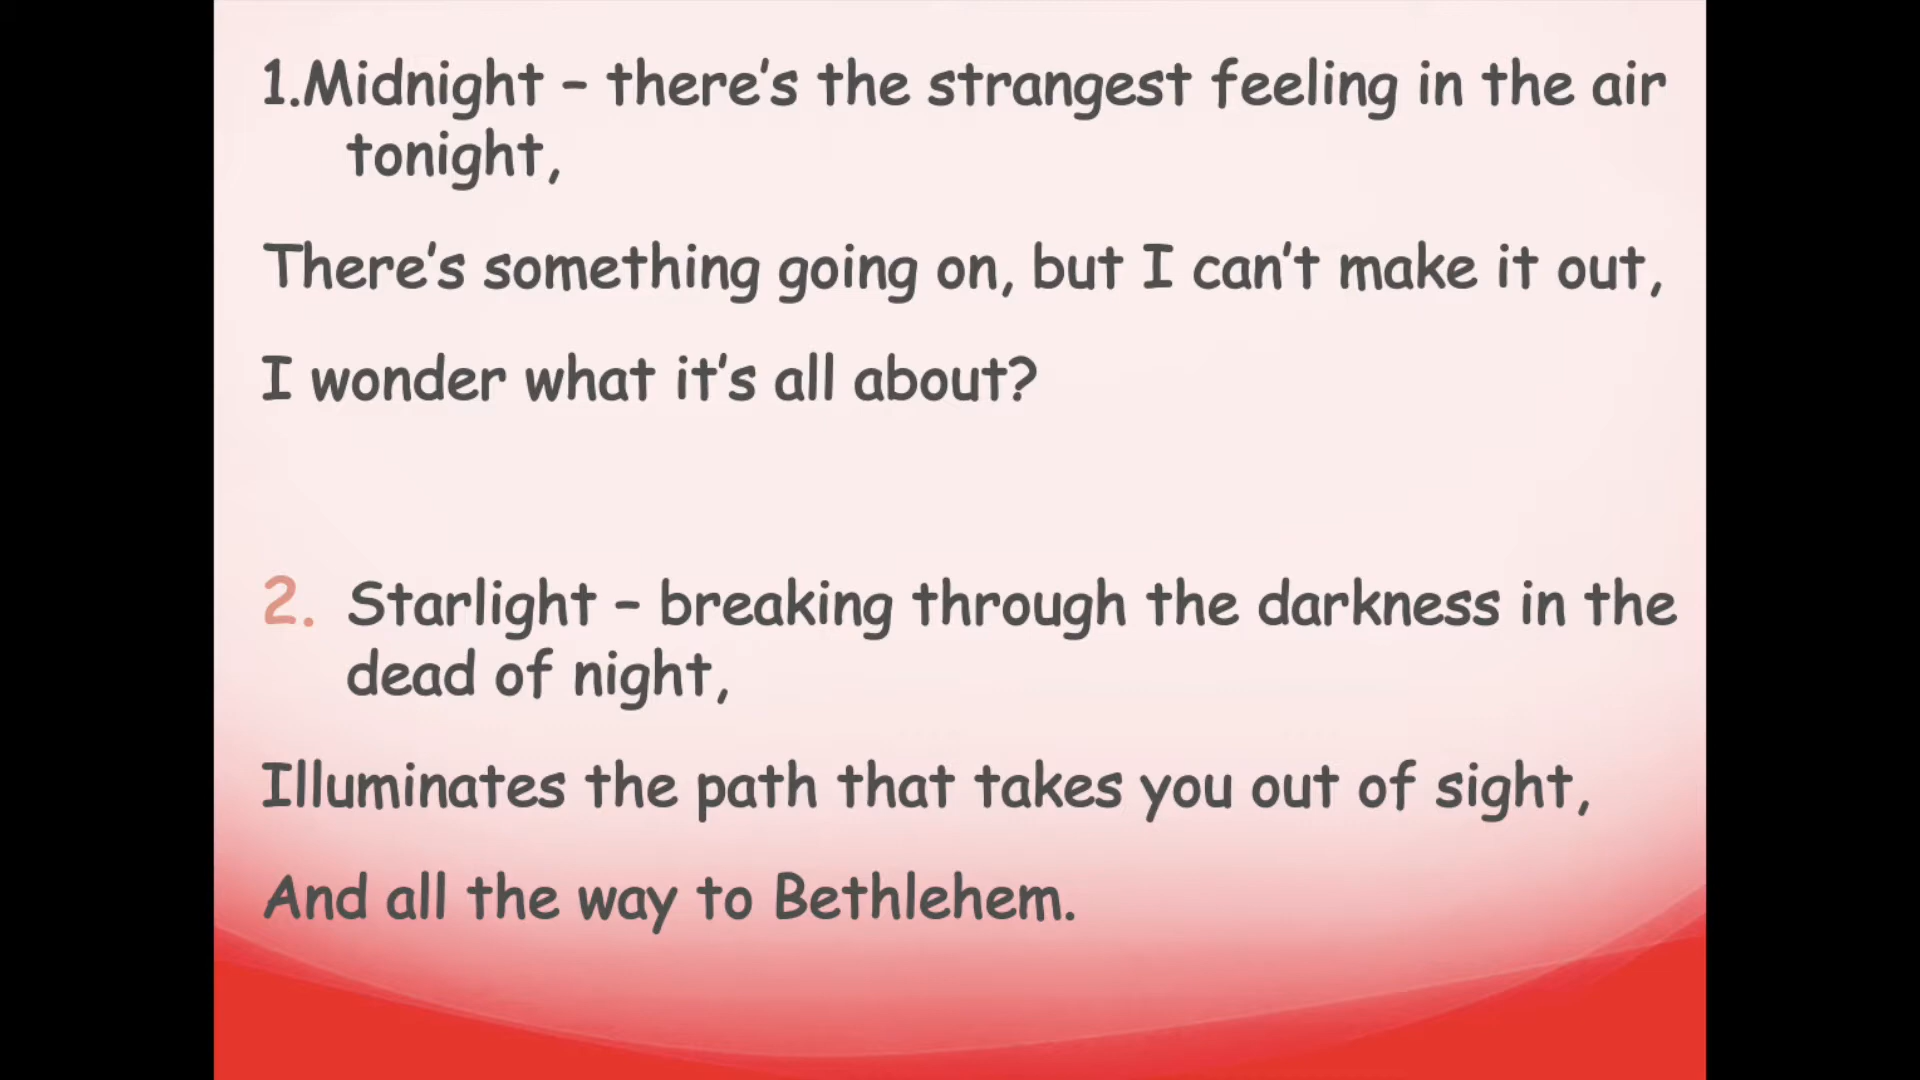 1.Midnight – there’s the strangest feeling in the air
tonight,
There’s something going on, but I can’t make it out,
I wonder what it’s all about?
2. Starlight – breaking through the darkness in the
dead of night,
Illuminates the path that takes you out of sight,
And all the way to Bethlehem.